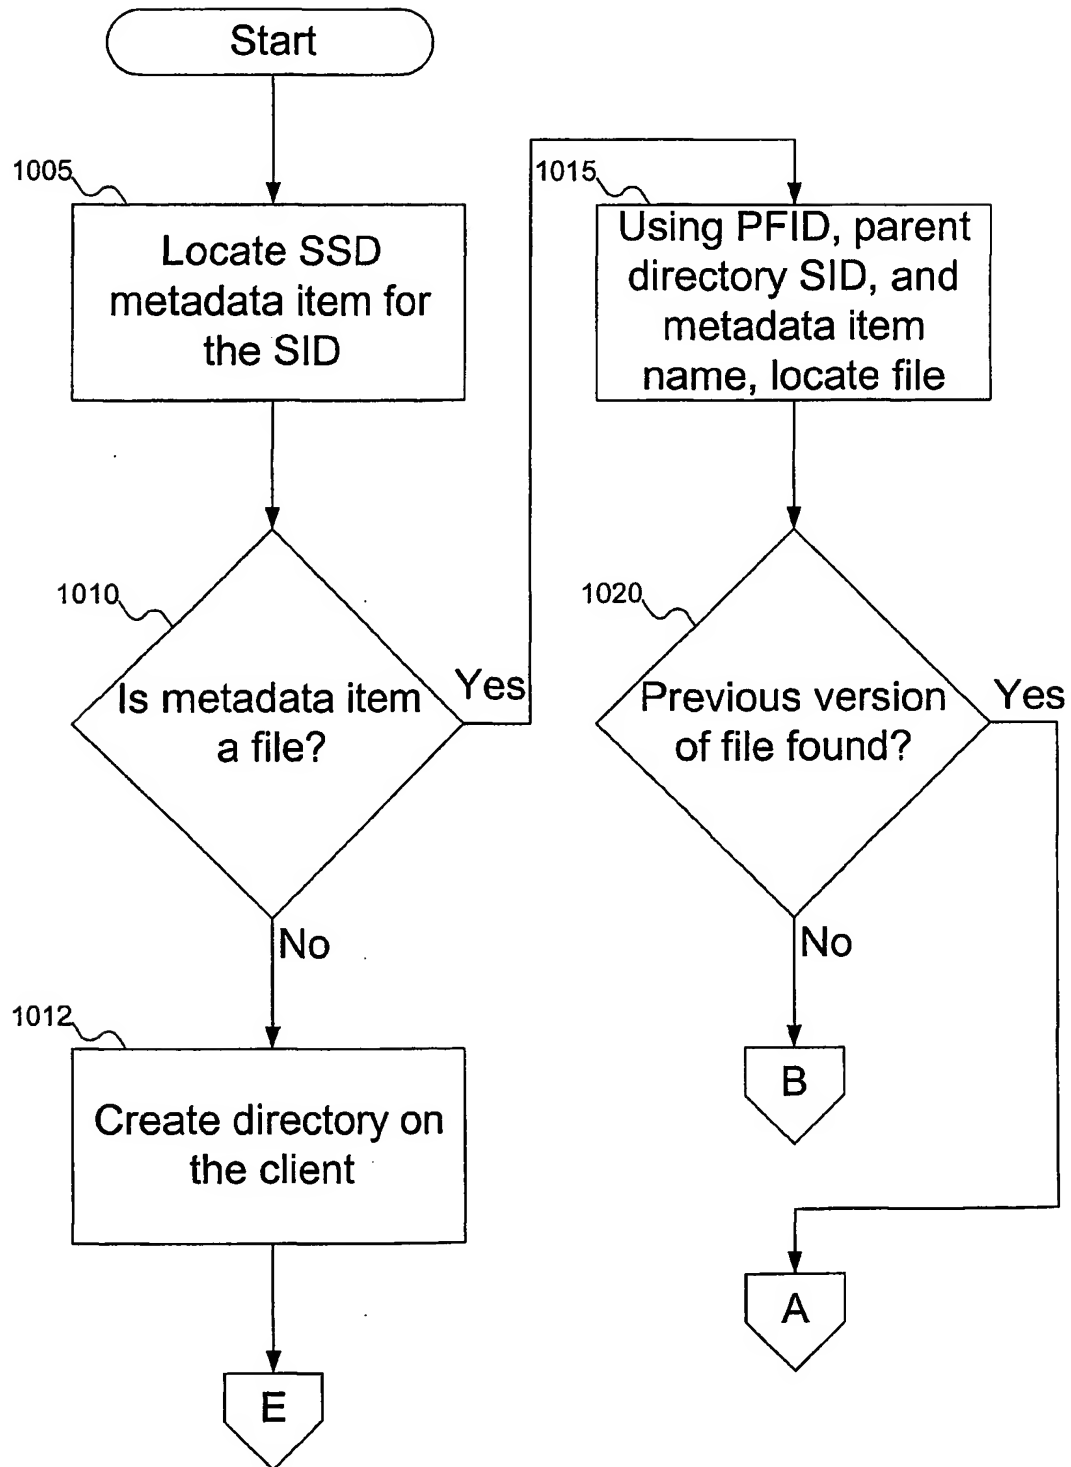 Start
1005
Locate SSD
metadata item for
the SID
1010
Is metadata item
a file?
Yes
No
1012
Create directory on
the client
E
1015
Using PFID, parent
directory SID, and
metadata item
name, locate file
1020
Previous version
of file found?
Yes
No
B
A